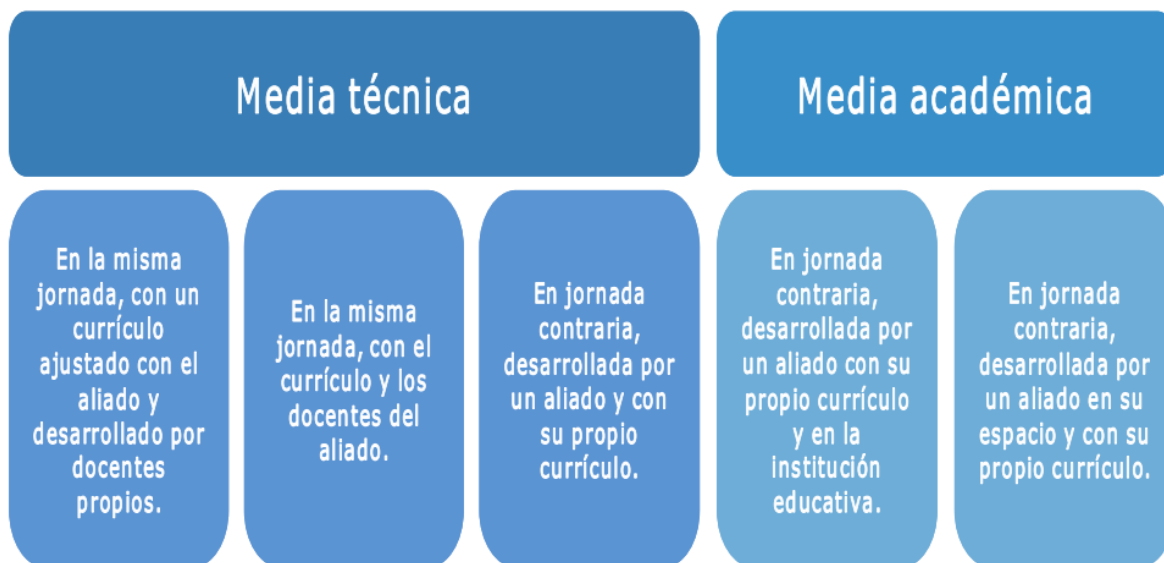 Media técnica
Media académica
En la misma
jornada, con un
currículo
ajustado con el
aliado y
desarrollado por
docentes
propios.
En la misma
jornada, con el
currículo y los
docentes del
aliado.
En jornada
contraria,
desarrollada por
un aliado y con
su propio
currículo.
En jornada
contraria,
desarrollada por
un aliado con su
propio currículo
y en la
institución
educativa.
En jornada
contraria,
desarrollada por
un aliado en su
espacio y con su
propio currículo.